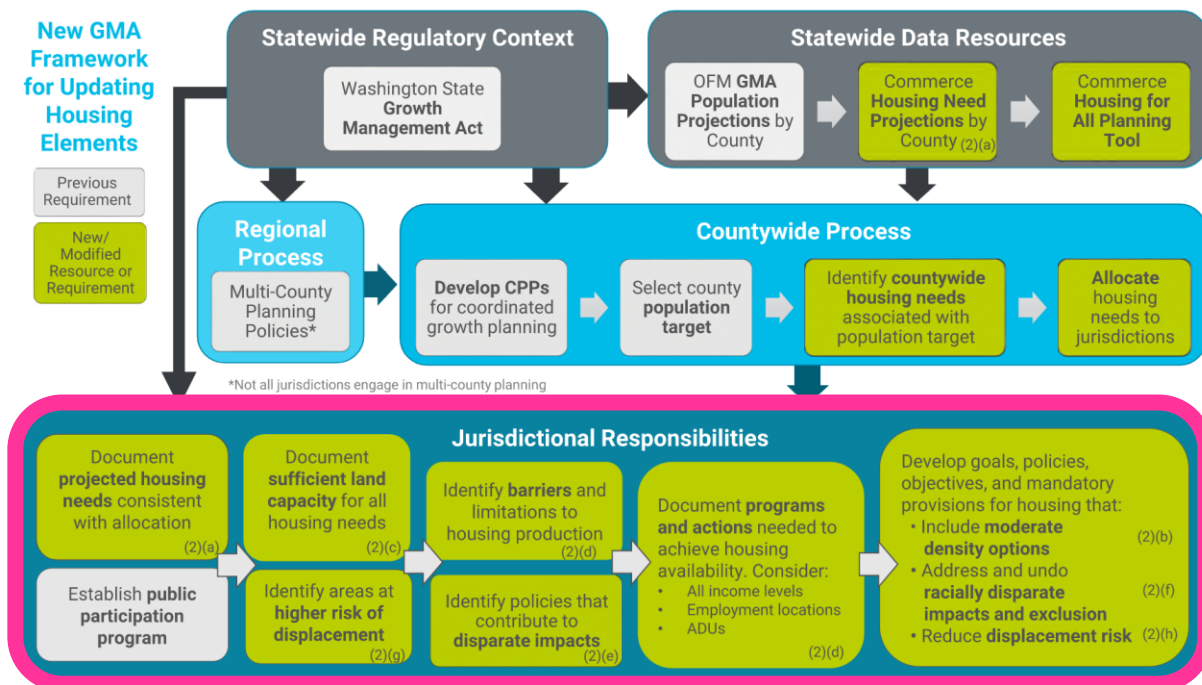 New GMA
Framework
for Updating
Housing
Elements
Previous
Requirement
New/
Modified
Resource or
Requirement
Statewide Regulatory Context
Washington State
Growth
Management Act
Statewide Data Resources
OFM GMA
Population
Projections by
County
Commerce
Housing Need
Projections by
County (2)(a)
Commerce
Housing for
All Planning
Tool
Regional
Process
Multi-County
Planning
Policies*
Countywide Process
Develop CPPs
for coordinated
growth planning
Select county
population
target
Identify countywide
housing needs
associated with
population target
Allocate
housing
needs to
jurisdictions
*Not all jurisdictions engage in multi-county planning
Jurisdictional Responsibilities
Document
projected housing
needs consistent
with allocation
(2)(a)
Establish public
participation
program
Document
sufficient land
capacity for all
housing needs
(2)(c)
Identify areas at
higher risk of
displacement
(2)(g)
Identify barriers and
limitations to
housing production
(2)(d)
Identify policies that
contribute to
disparate impacts
(2)(e)
Document programs
and actions needed to
achieve housing
availability. Consider:
• All income levels
• Employment locations
• ADUs
(2)(d)
Develop goals, policies,
objectives, and mandatory
provisions for housing that:
• Include moderate
density options (2)(b)
• Address and undo
racially disparate (2)(f)
impacts and exclusion
• Reduce displacement risk (2)(h)